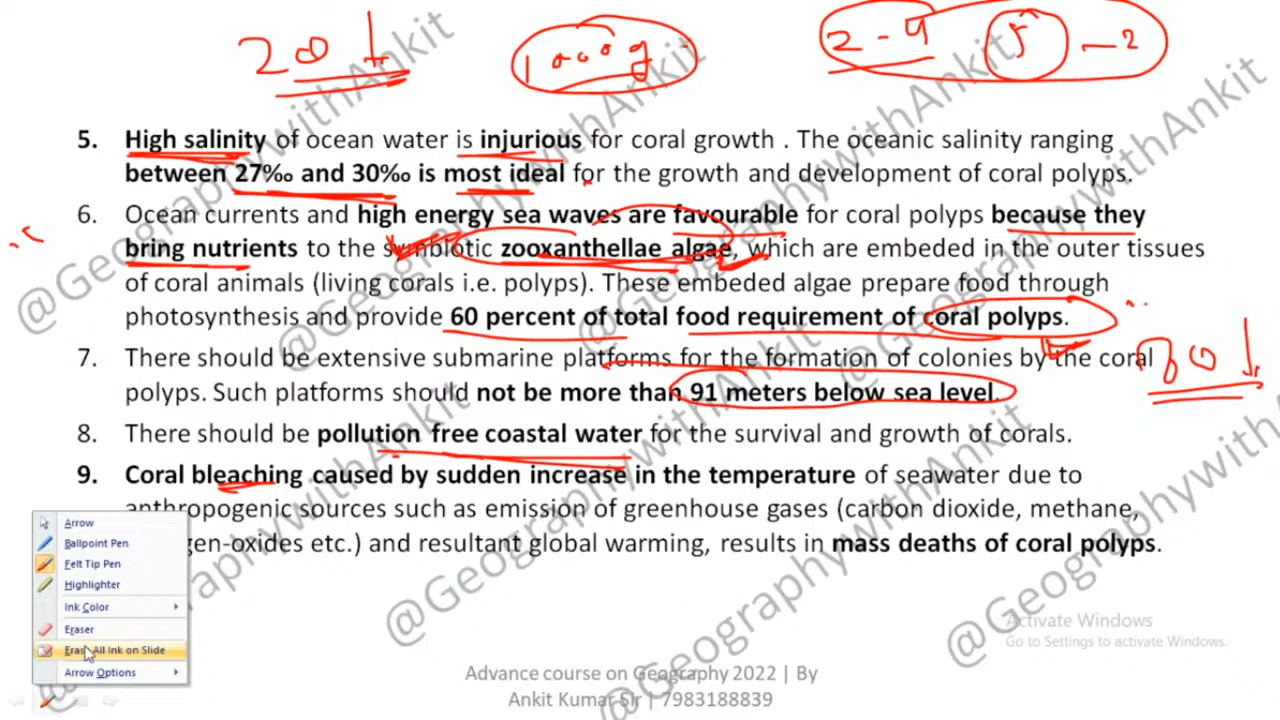 20 t
1000g
2 - 4 5 - 2
5. High salinity of ocean water is injurious for coral growth . The oceanic salinity ranging
between 27‰ and 30‰ is most ideal for the growth and development of coral polyps.
6. Ocean currents and high energy sea waves are favourable for coral polyps because they
bring nutrients to the symbiotic zooxanthellae algae, which are embeded in the outer tissues
of coral animals (living corals i.e. polyps). These embeded algae prepare food through
photosynthesis and provide 60 percent of total food requirement of coral polyps.
7. There should be extensive submarine platforms for the formation of colonies by the coral
polyps. Such platforms should not be more than 91 meters below sea level.
8. There should be pollution free coastal water for the survival and growth of corals.
9. Coral bleaching caused by sudden increase in the temperature of seawater due to
anthropogenic sources such as emission of greenhouse gases (carbon dioxide, methane,
gen-oxides etc.) and resultant global warming, results in mass deaths of coral polyps.
Arrow
Ballpoint Pen
Felt Tip Pen
Highlighter
Ink Color
Eraser
Erase All Ink on Slide
Arrow Options
Activate Windows
Go to Settings to activate Windows.
Advance course on Geography 2022 | By
Ankit Kumar Sir | 7983188839
@GeographywithAnkit